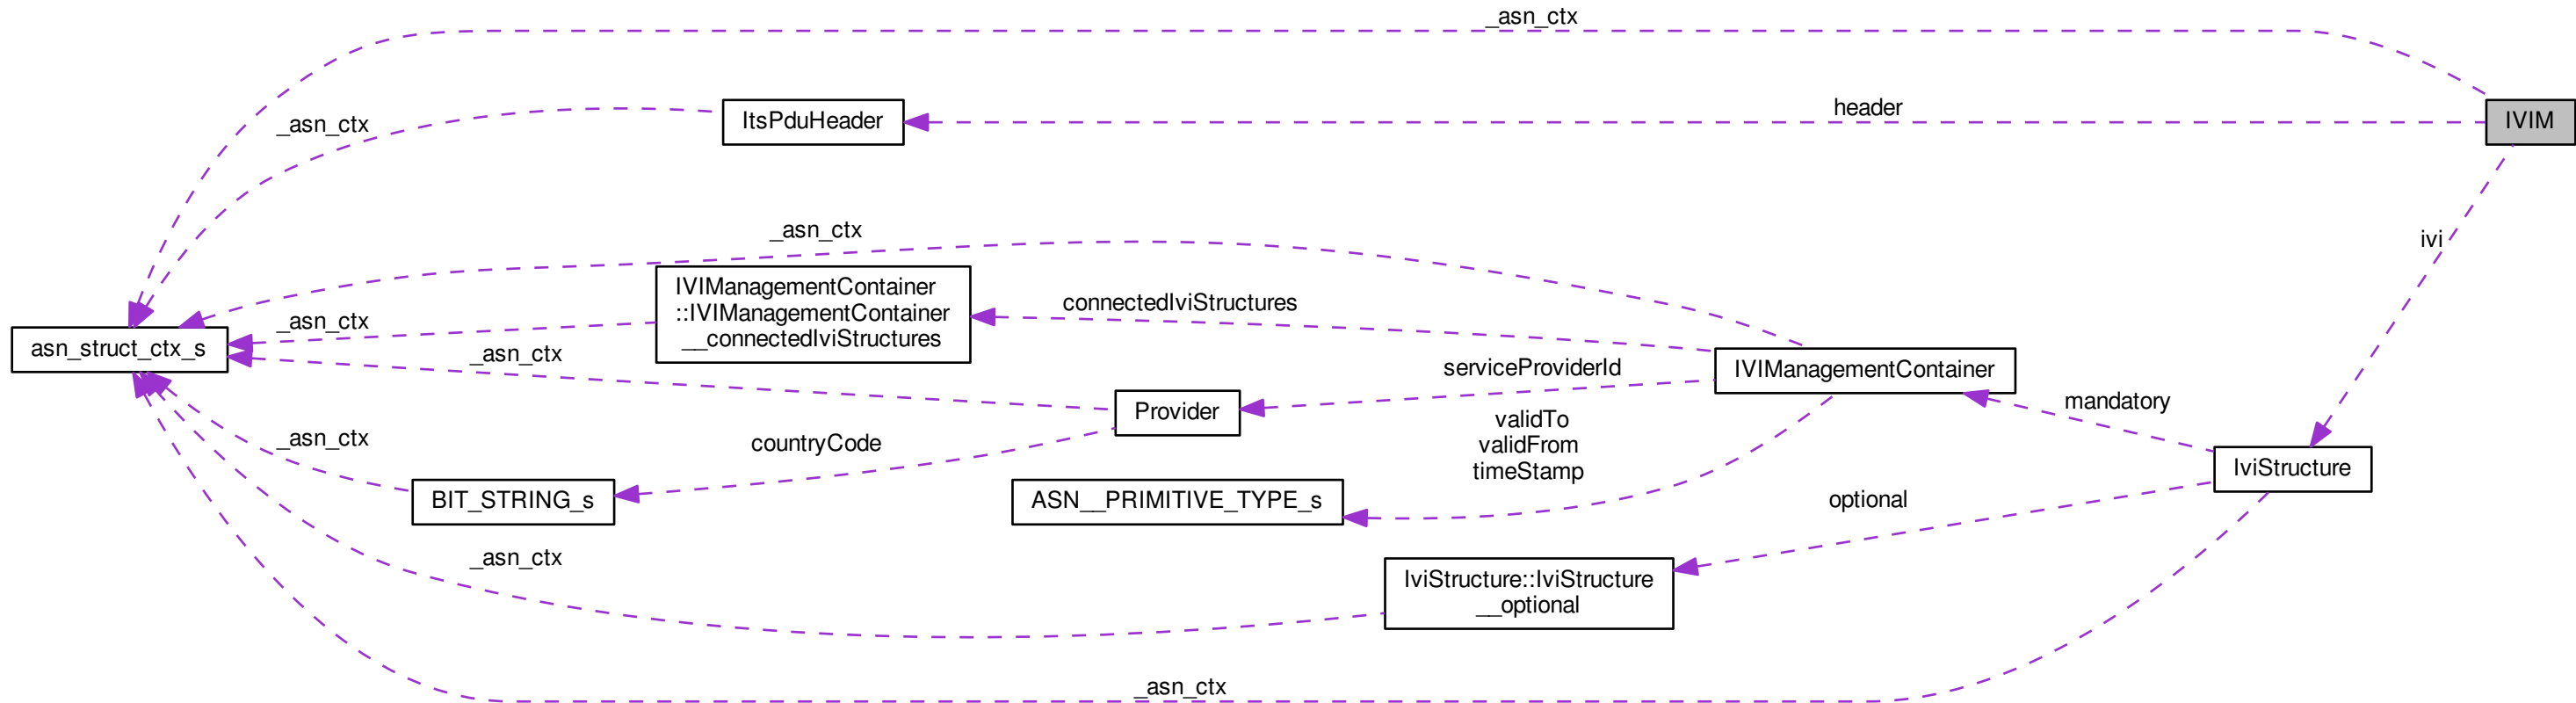 _asn_ctx
header
ItsPduHeader
IVIM
_asn_ctx
_asn_ctx
ivi
IVIManagementContainer
::IVIManagementContainer
__connectedIviStructures
connectedIviStructures
_asn_ctx
asn_struct_ctx_s
_asn_ctx
serviceProviderId
IVIManagementContainer
Provider
mandatory
validTo
validFrom
timeStamp
_asn_ctx
countryCode
IviStructure
BIT_STRING_s
ASN__PRIMITIVE_TYPE_s
optional
_asn_ctx
IviStructure::IviStructure
__optional
_asn_ctx